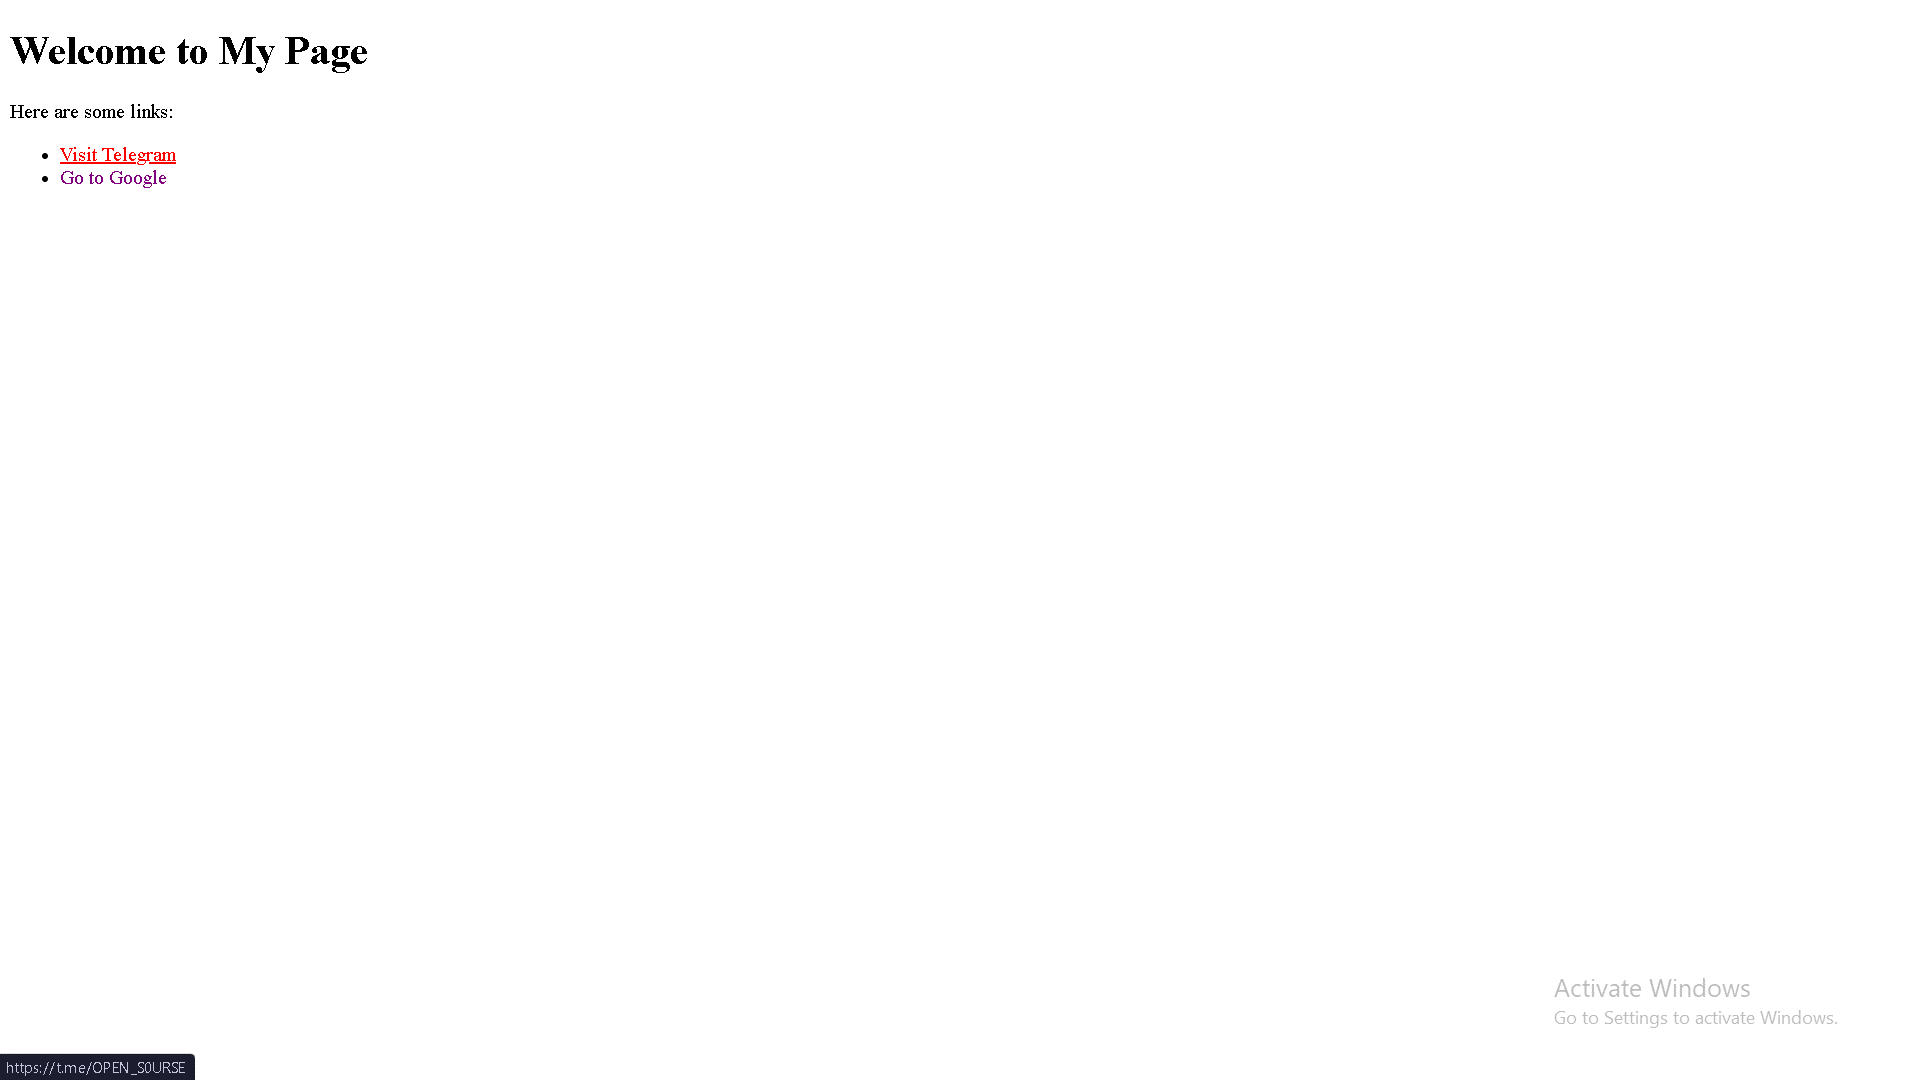 Welcome to My Page
Here are some links:
Visit Telegram
Go to Google
Activate Windows
Go to Settings to activate Windows.
https://t.me/OPEN_S0URSE